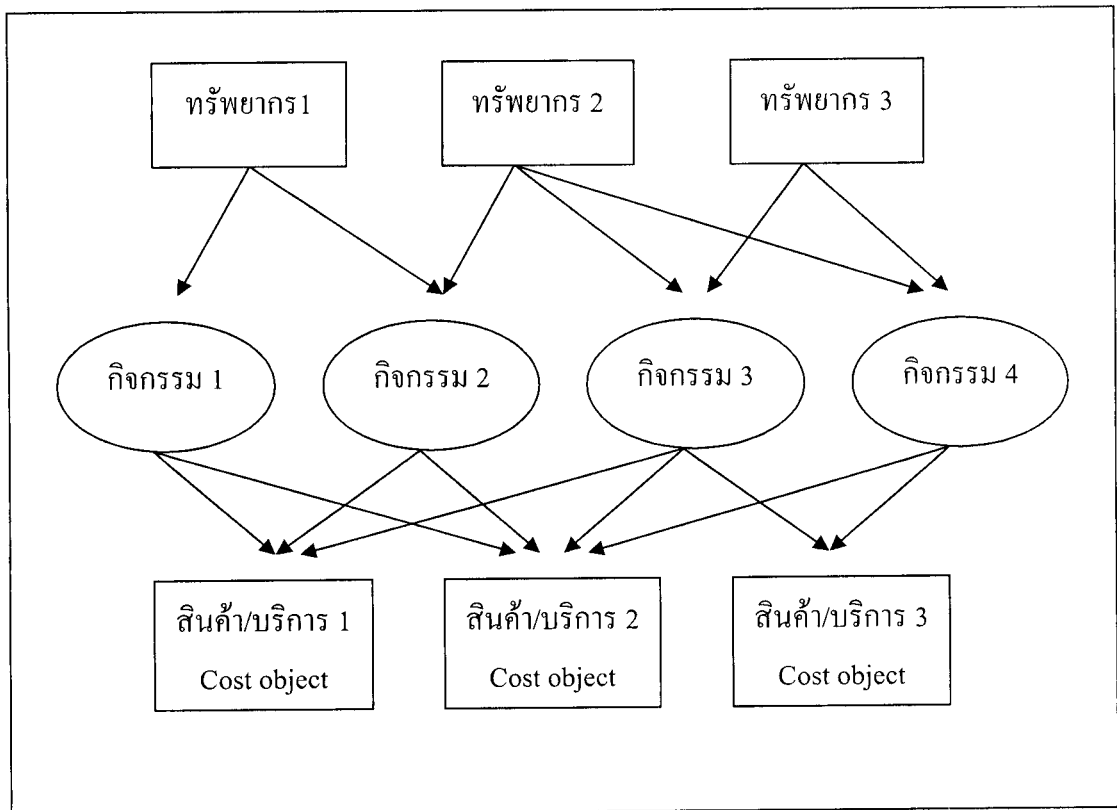 ทรัพยากร1
ทรัพยากร 2
ทรัพยากร 3
กิจกรรม 1
กิจกรรม 2
กิจกรรม 3
กิจกรรม 4
สินค้า/บริการ 1
Cost object
สินค้า/บริการ 2
Cost object
สินค้า/บริการ 3
Cost object